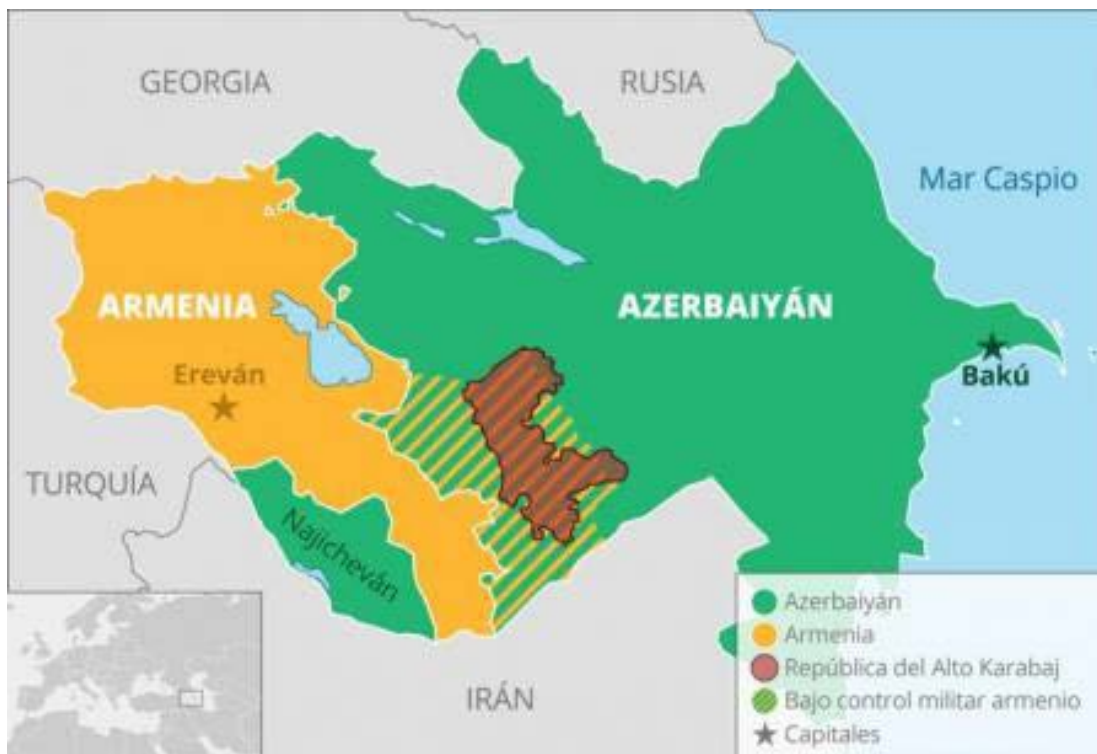 GEORGIA
RUSIA
Mar Caspio
ARMENIA
AZERBAIYÁN
Ereván
Bakú
TURQUÍA
Najicheván
IRÁN
Azerbaiyán
Armenia
República del Alto Karabaj
Bajo control militar armenio
Capitales